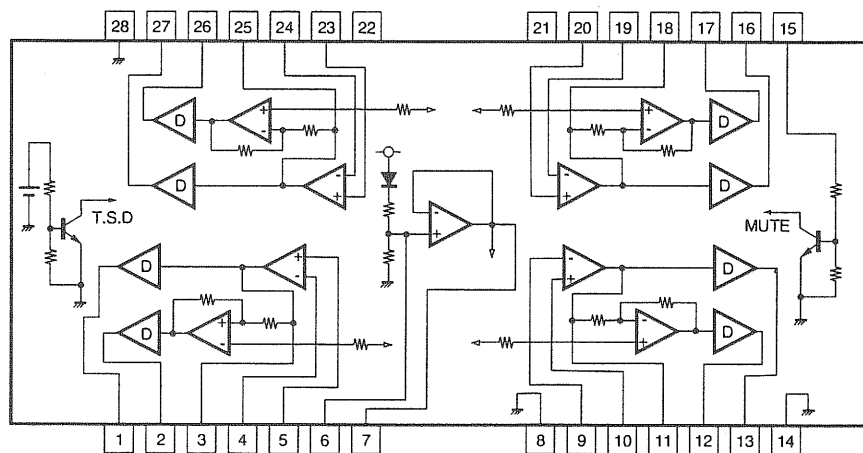 28 27 26 25 24 23 22 21 20 19 18 17 16 15
D + - + - D
D - + - + D
T.S.D - + MUTE
D + - - + D
D + - - + D
1 2 3 4 5 6 7 8 9 10 11 12 13 14